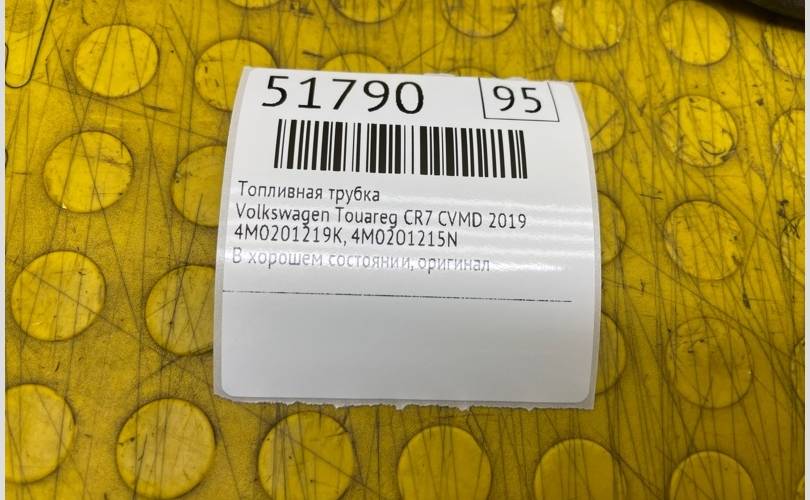 51790 95
Топливная трубка
Volkswagen Touareg CR7 CVMD 2019
4M0201219K, 4M0201215N
В хорошем состоянии, оригинал